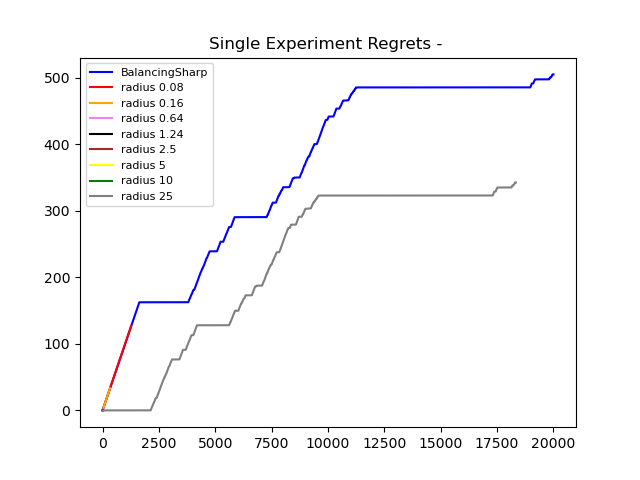 Single Experiment Regrets -
BalancingSharp
radius 0.08
radius 0.16
radius 0.64
radius 1.24
radius 2.5
radius 5
radius 10
radius 25
500
400
300
200
100
0
0 2500 5000 7500 10000 12500 15000 17500 20000